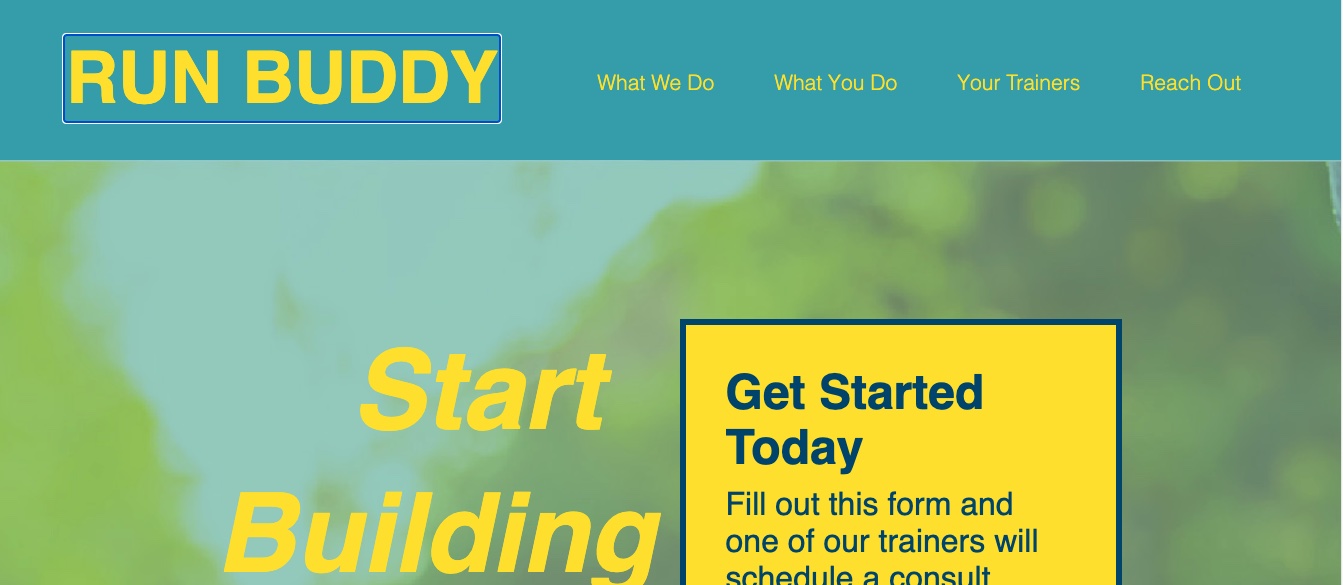 RUN BUDDY
What We Do
What You Do
Your Trainers
Reach Out
Start
Building
Get Started
Today
Fill out this form and
one of our trainers will
schedule a consult